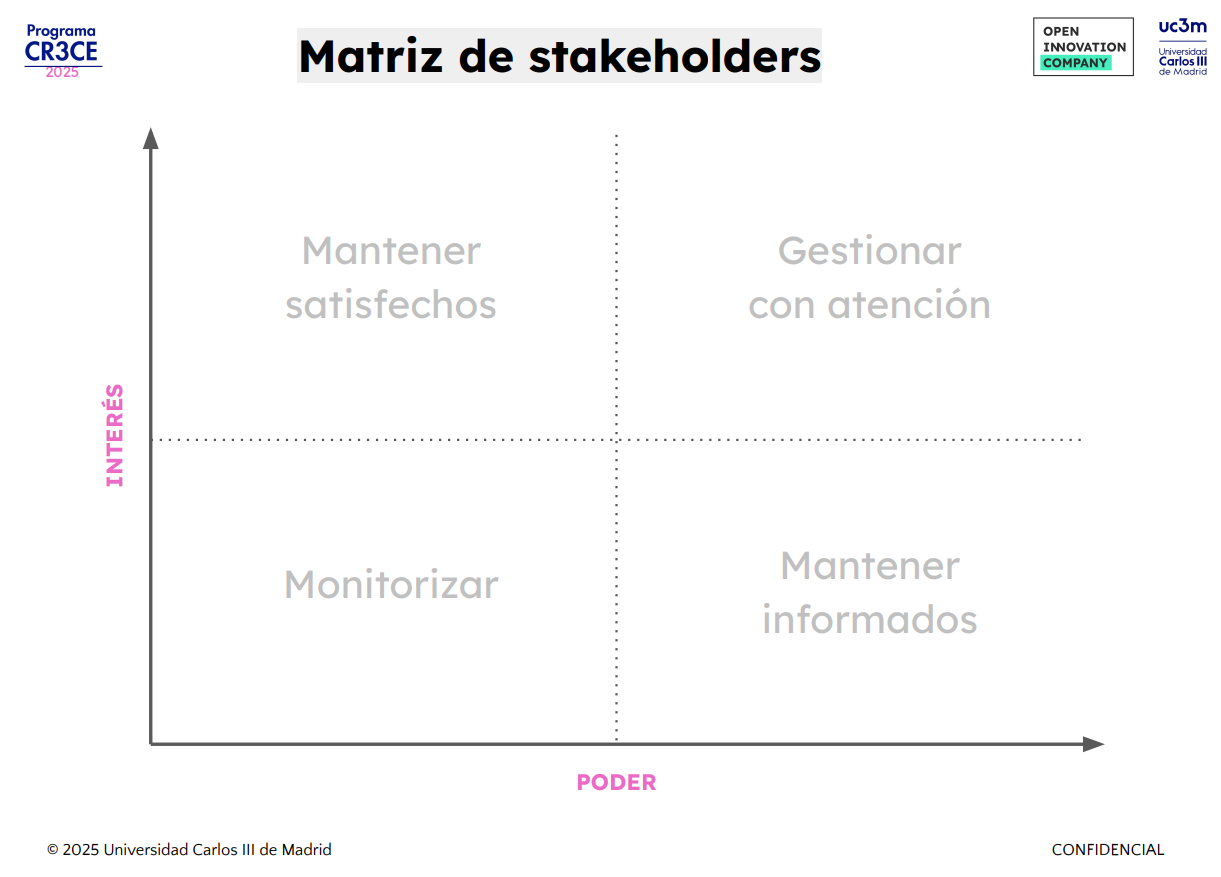 Programa
CR3CE
2025
Matriz de stakeholders
OPEN
INNOVATION
COMPANY
uc3m
Universidad
Carlos III
de Madrid
Mantener
satisfechos
Gestionar
con atención
INTERÉS
Monitorizar
Mantener
informados
PODER
© 2025 Universidad Carlos III de Madrid
CONFIDENCIAL